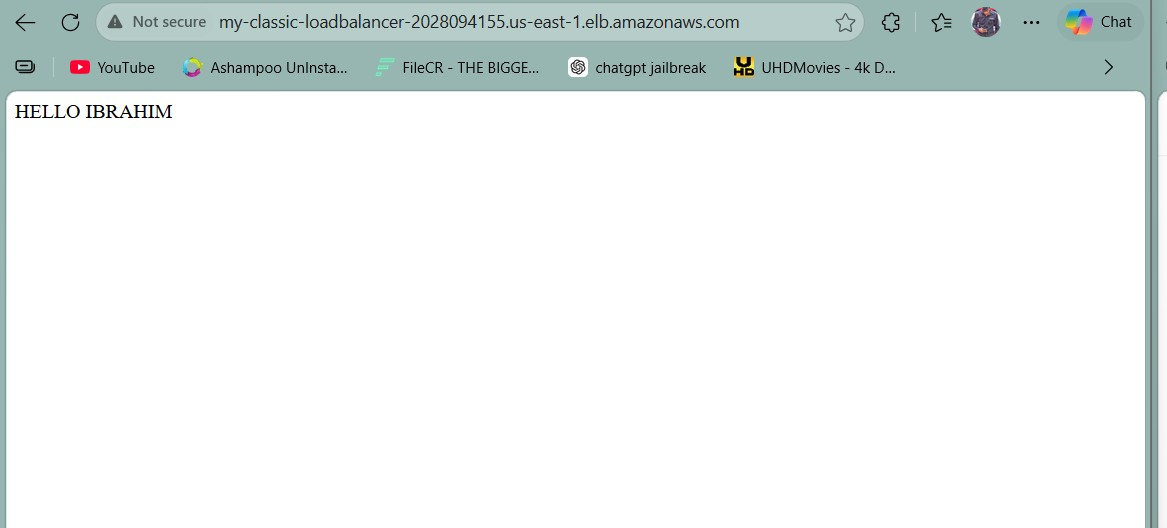 Not secure my-classic-loadbalancer-2028094155.us-east-1.elb.amazonaws.com Chat
YouTube Ashampoo UnInsta... FileCR - THE BIGGE... chatgpt jailbreak UHDMovies - 4k D...
HELLO IBRAHIM